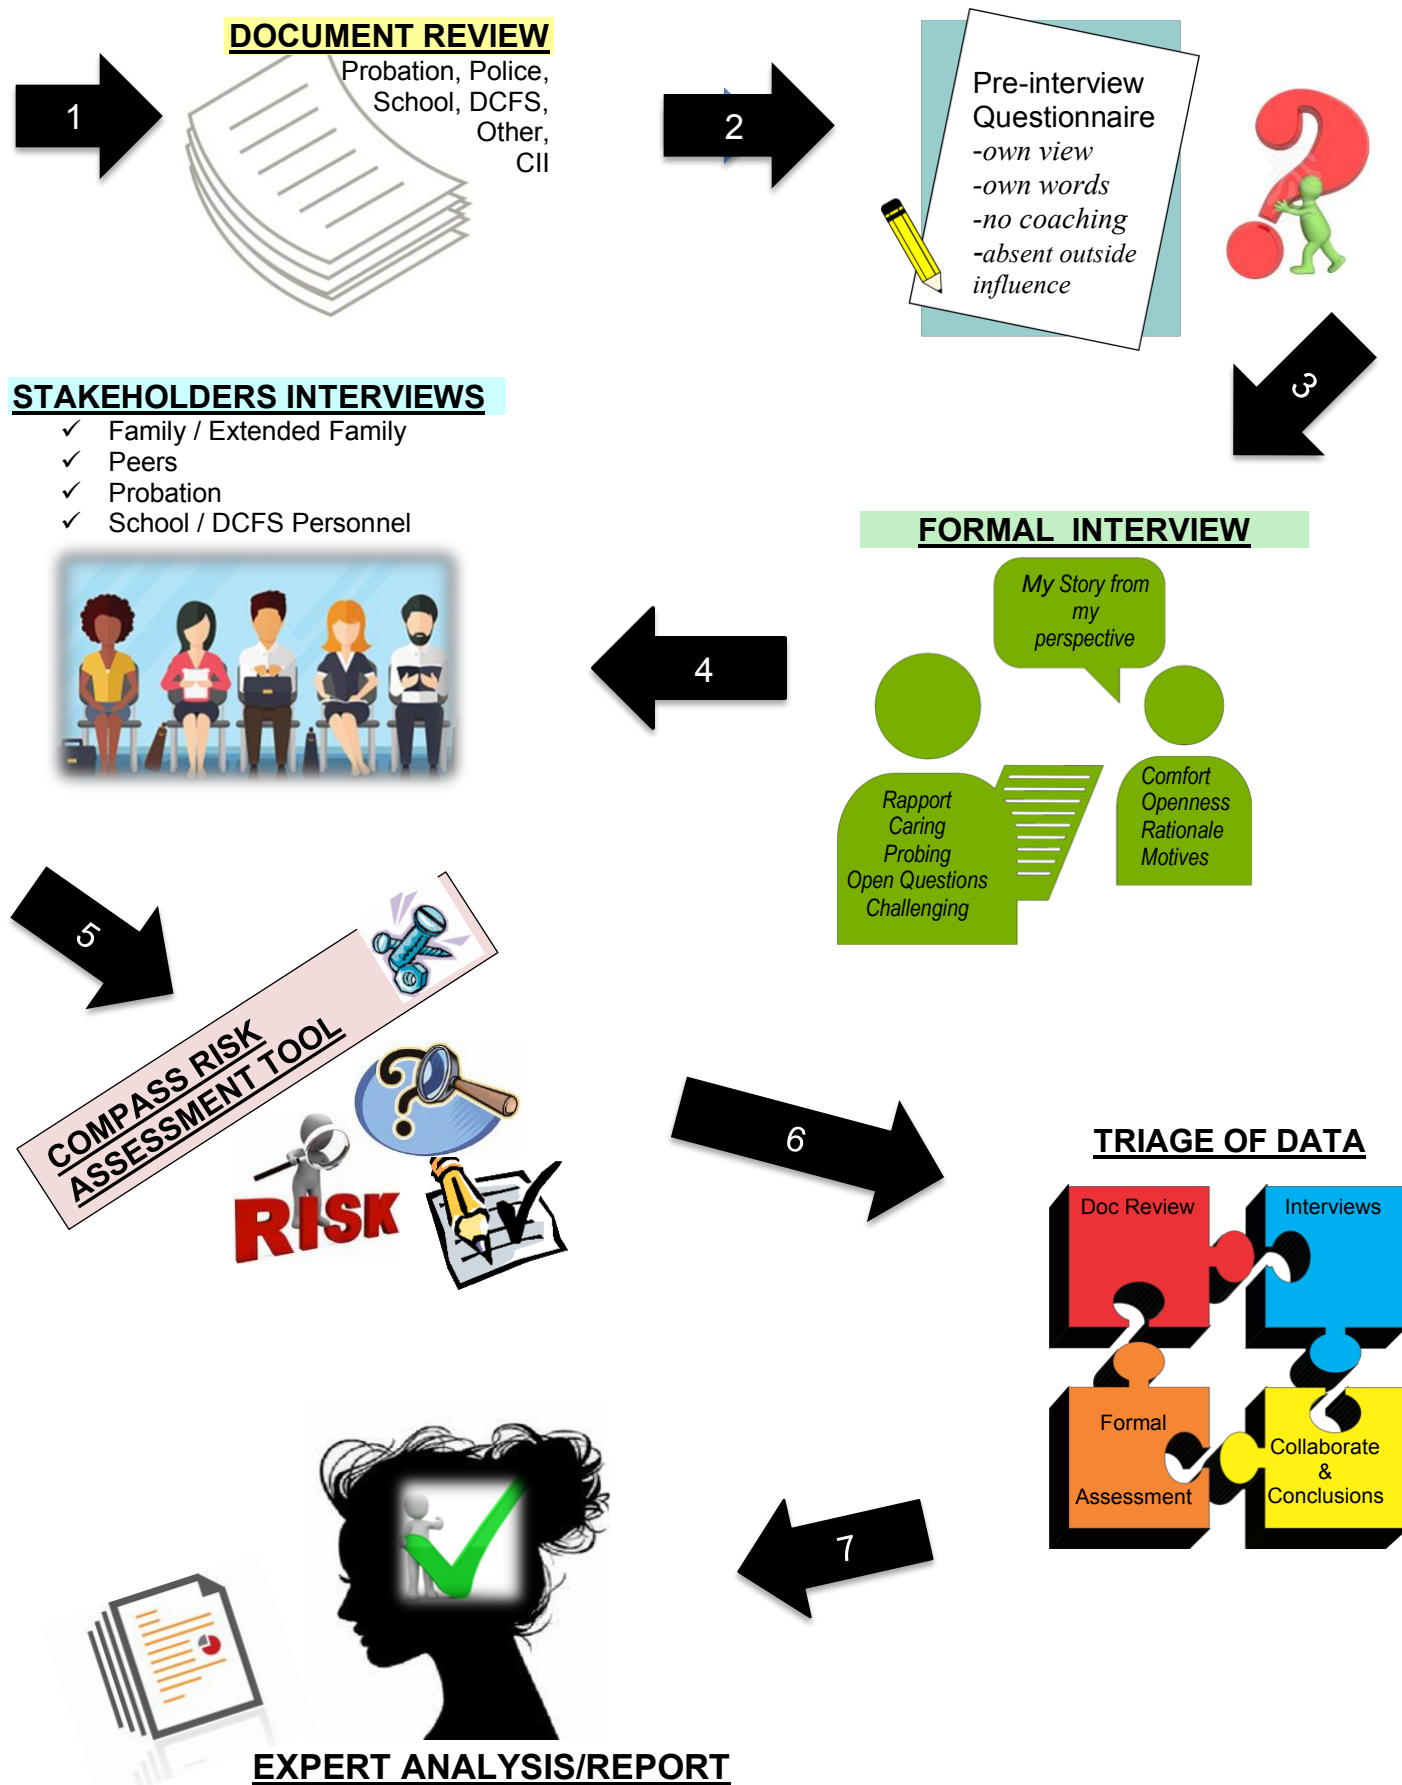 1
DOCUMENT REVIEW
Probation, Police,
School, DCFS,
Other,
CII
2
Pre-interview
Questionnaire
-own view
-own words
-no coaching
-absent outside
influence
3
FORMAL INTERVIEW
My Story from
my
perspective
Rapport
Caring
Probing
Open Questions
Challenging
Comfort
Openness
Rationale
Motives
4
STAKEHOLDERS INTERVIEWS
✓ Family / Extended Family
✓ Peers
✓ Probation
✓ School / DCFS Personnel
5
COMPASS RISK
ASSESSMENT TOOL
RISK
6
TRIAGE OF DATA
Doc Review
Interviews
Formal
Assessment
Collaborate
&
Conclusions
7
EXPERT ANALYSIS/REPORT